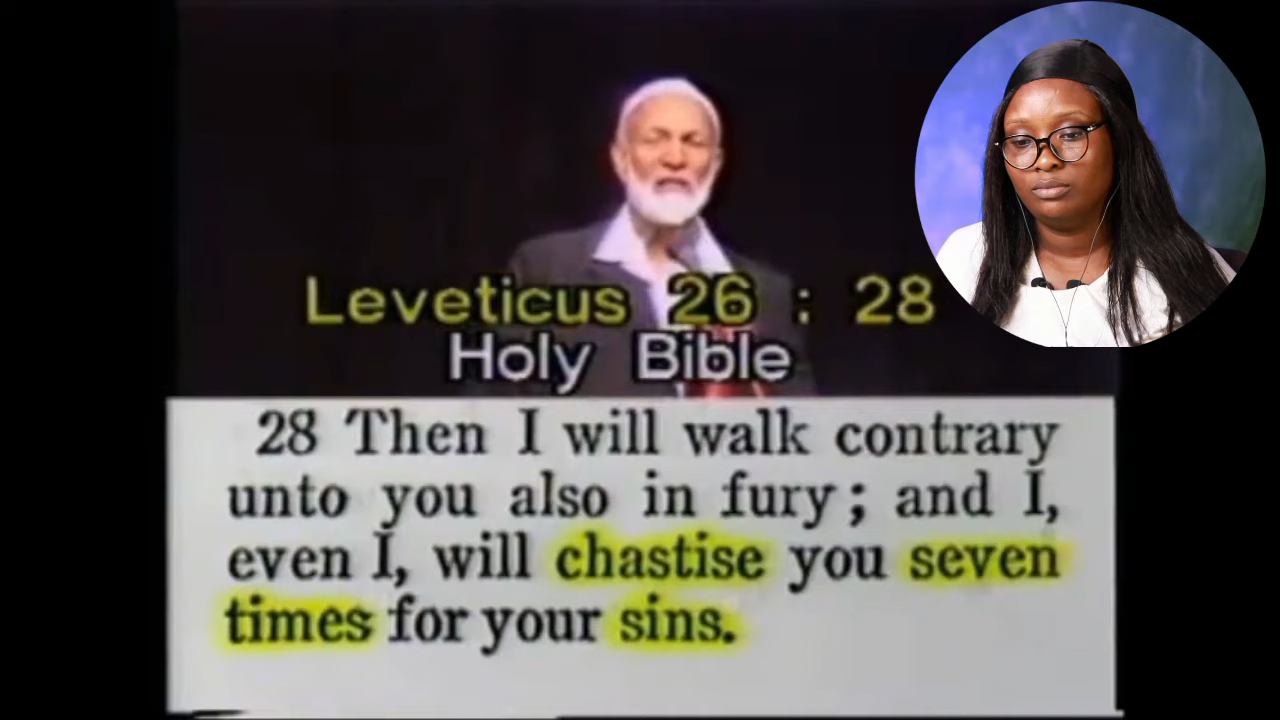 Leveticus 26 : 28
Holy Bible
28 Then I will walk contrary
unto you also in fury; and I,
even I, will chastise you seven
times for your sins.